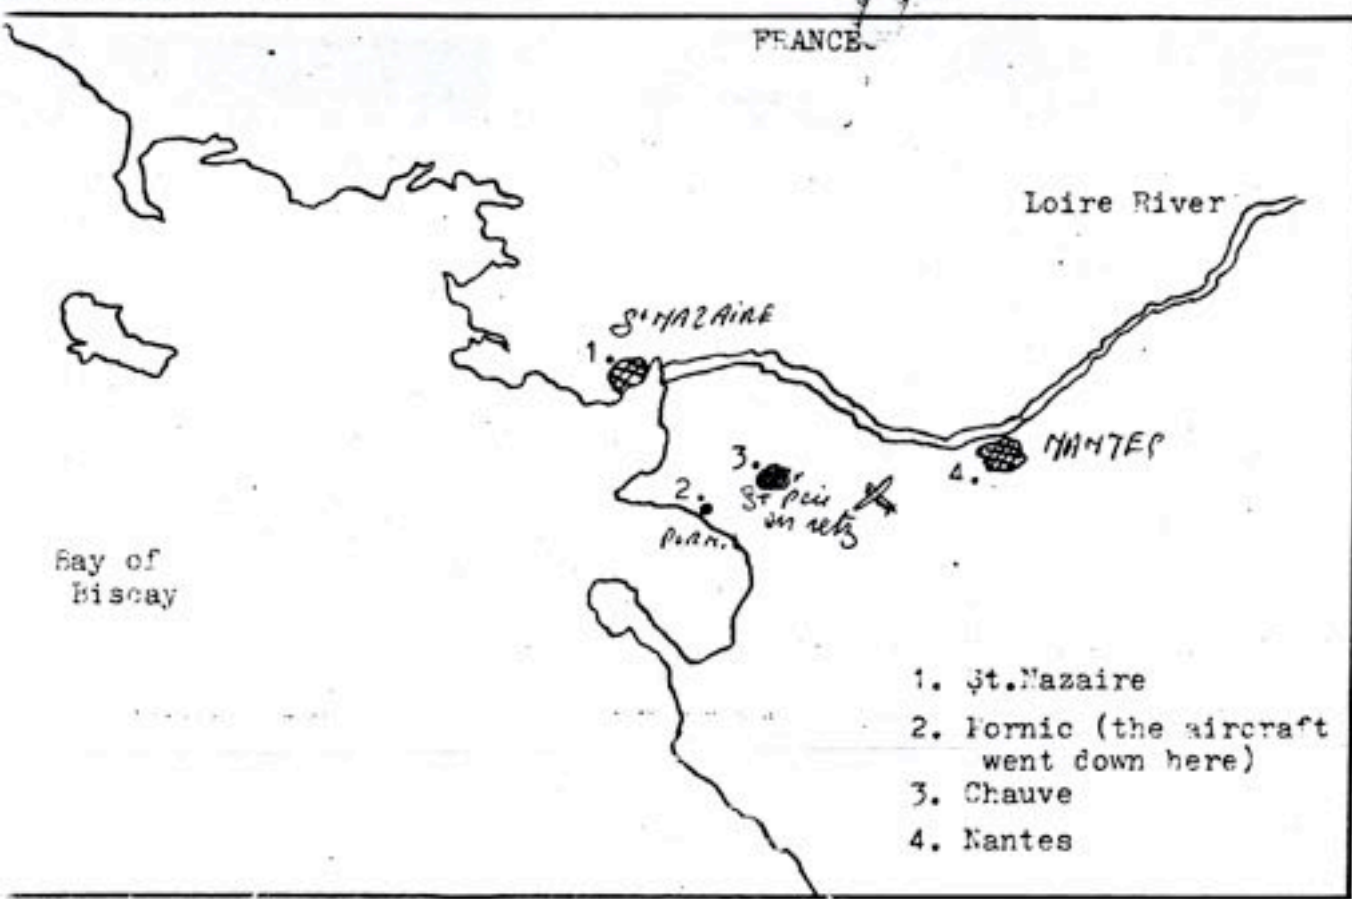 FRANCE
Loire River
St NAZAIRE
1.
NANTES
3.
4.
St Père
en retz
2.
PORN.
Bay of
Biscay
1. St.Nazaire
2. Pornic (the aircraft
went down here)
3. Chauve
4. Nantes